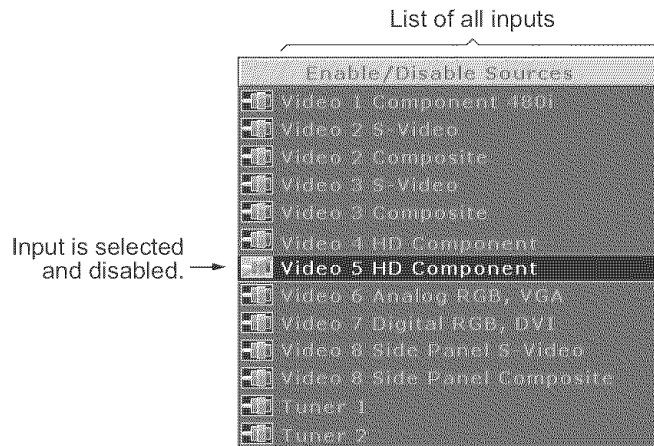 List of all inputs
Enable/Disable Sources
Video 1 Component 480i
Video 2 S-Video
Video 2 Composite
Video 3 S-Video
Video 3 Composite
Video 4 HD Component
Input is selected
and disabled.
Video 5 HD Component
Video 6 Analog RGB, VGA
Video 7 Digital RGB, DVI
Video 8 Side Panel S-Video
Video 8 Side Panel Composite
Tuner 1
Tuner 2